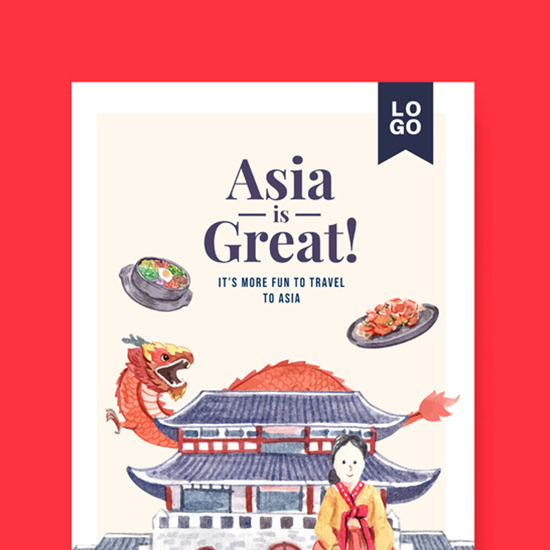 LO
GO
Asia
is
Great!
IT'S MORE FUN TO TRAVEL
TO ASIA